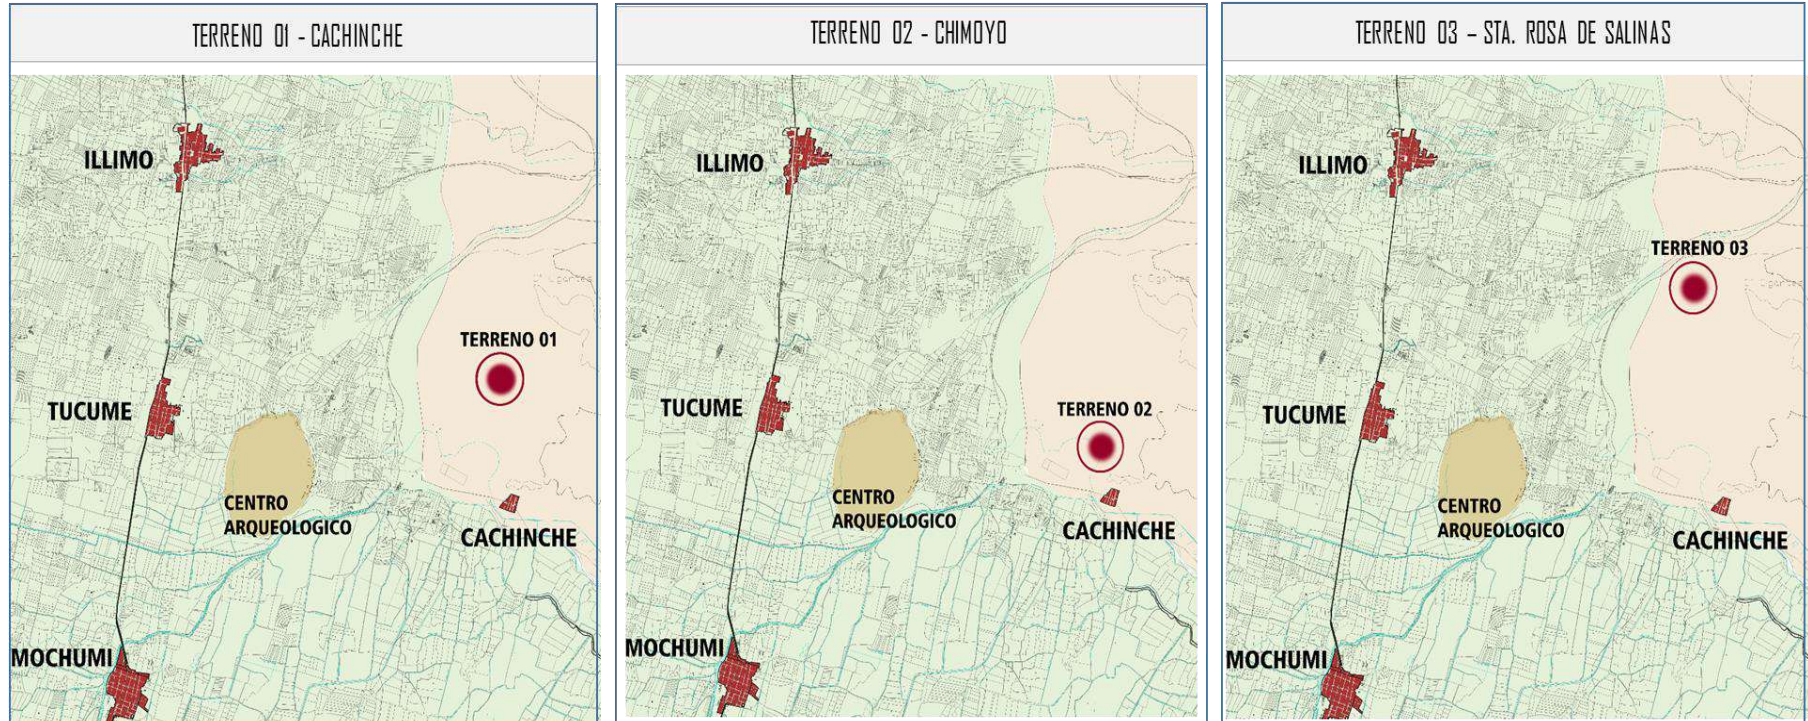 TERRENO 01 - CACHINCHE
ILLIMO
TERRENO 01
TUCUME
CENTRO
ARQUEOLOGICO
CACHINCHE
MOCHUMI
TERRENO 02 - CHIMOYO
ILLIMO
TERRENO 02
TUCUME
CENTRO
ARQUEOLOGICO
CACHINCHE
MOCHUMI
TERRENO 03 – STA. ROSA DE SALINAS
ILLIMO
TERRENO 03
TUCUME
CENTRO
ARQUEOLOGICO
CACHINCHE
MOCHUMI